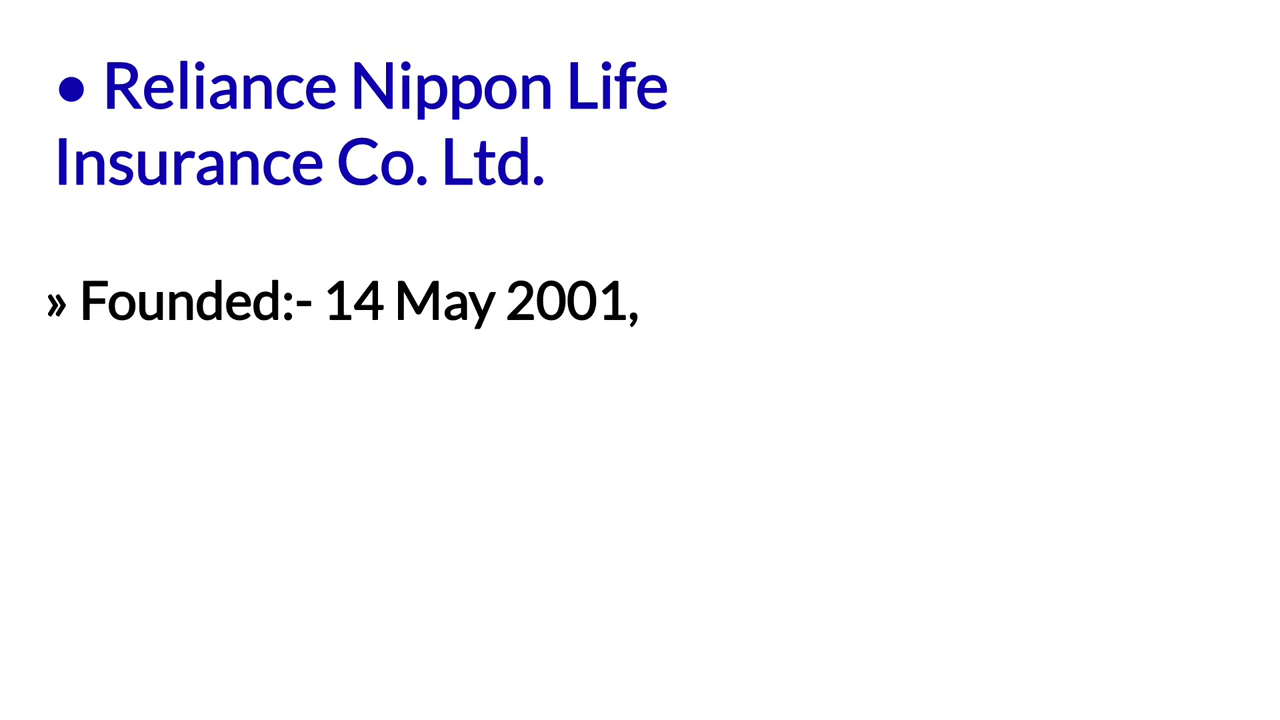 • Reliance Nippon Life
Insurance Co. Ltd.
» Founded:- 14 May 2001,